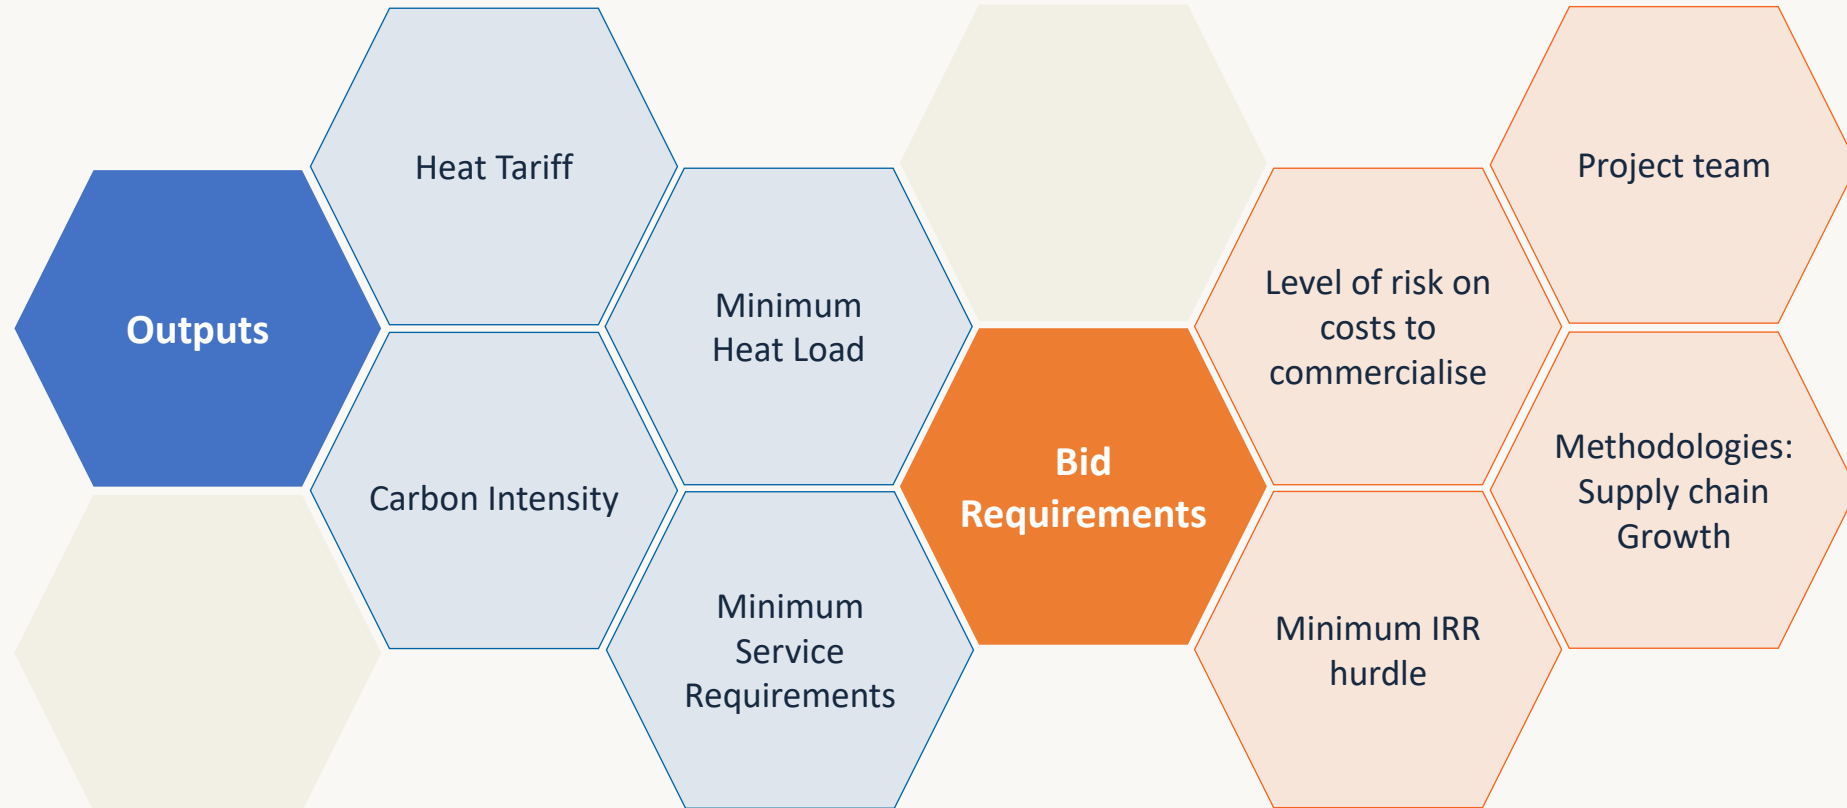 Outputs
Heat Tariff
Carbon Intensity
Minimum
Heat Load
Minimum
Service
Requirements
Bid
Requirements
Level of risk on
costs to
commercialise
Minimum IRR
hurdle
Project team
Methodologies:
Supply chain
Growth